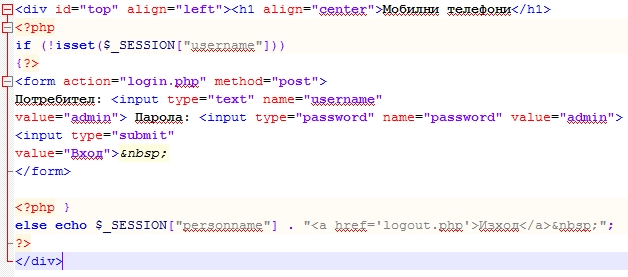 <div id="top" align="left"><h1 align="center">Мобилни телефони</h1>
<?php
if (!isset($_SESSION["username"]))
{?>
<form action="login.php" method="post">
Потребител: <input type="text" name="username"
value="admin"> Парола: <input type="password" name="password" value="admin">
<input type="submit"
value="Вход">&nbsp;
</form>
<?php }
else echo $_SESSION["personname"] . "<a href='logout.php'>Изход</a>&nbsp;";
?>
</div>